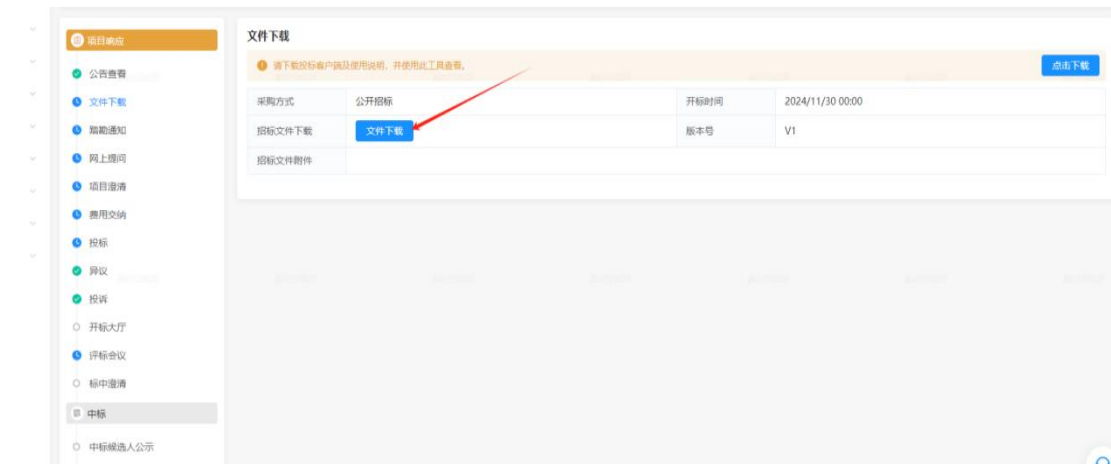 项目响应
公告查看
文件下载
踏勘通知
网上提问
项目澄清
费用交纳
投标
异议
投诉
开标大厅
评标会议
标中澄清
中标
中标候选人公示
文件下载
请下载投标客户端及使用说明，并使用此工具查看。
点击下载
采购方式 公开招标 开标时间 2024/11/30 00:00
招标文件下载 文件下载 版本号 V1
招标文件附件